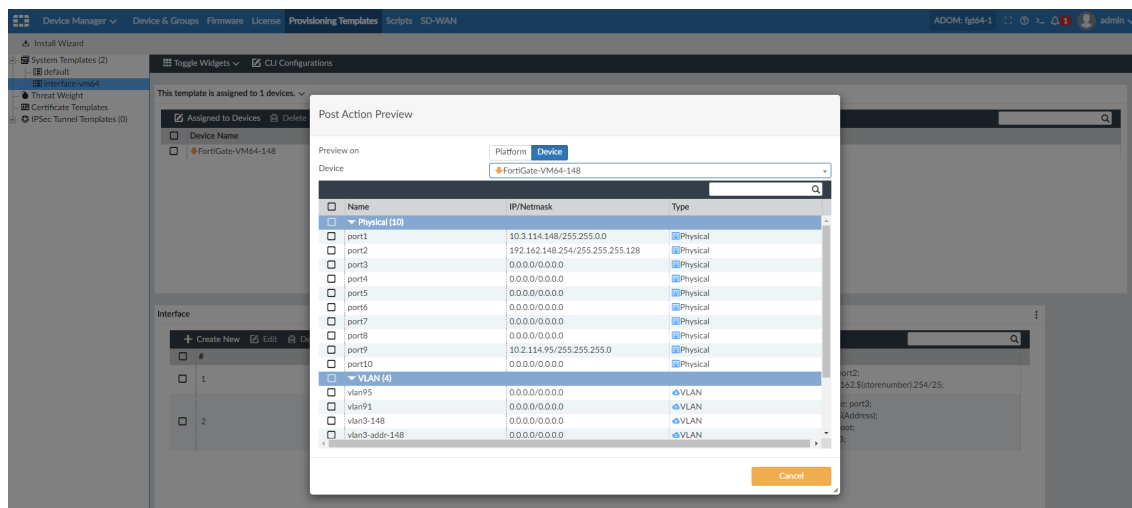 Device Manager Device & Groups Firmware License Provisioning Templates Scripts SD-WAN ADOM: fgt64-1 1 admin
Install Wizard
System Templates (2)
default
interface-vm64
Threat Weight
Certificate Templates
IPSec Tunnel Templates (0)
Toggle Widgets CLI Configurations
This template is assigned to 1 devices.
Assigned to Devices Delete
Device Name
FortiGate-VM64-148
Post Action Preview
Preview on Platform Device
Device FortiGate-VM64-148
Name IP/Netmask Type
Physical (10)
port1 10.3.114.148/255.255.0.0 Physical
port2 192.162.148.254/255.255.255.128 Physical
port3 0.0.0.0/0.0.0.0 Physical
port4 0.0.0.0/0.0.0.0 Physical
port5 0.0.0.0/0.0.0.0 Physical
port6 0.0.0.0/0.0.0.0 Physical
port7 0.0.0.0/0.0.0.0 Physical
port8 0.0.0.0/0.0.0.0 Physical
port9 10.2.114.95/255.255.255.0 Physical
port10 0.0.0.0/0.0.0.0 Physical
VLAN (4)
vlan95 0.0.0.0/0.0.0.0 VLAN
vlan91 0.0.0.0/0.0.0.0 VLAN
vlan3-148 0.0.0.0/0.0.0.0 VLAN
vlan3-addr-148 0.0.0.0/0.0.0.0 VLAN
Cancel
Interface
Create New Edit De
#
1
ort2;
162.$(storenumber).254/25;
2
e: port3;
$(Address);
oot;
3;